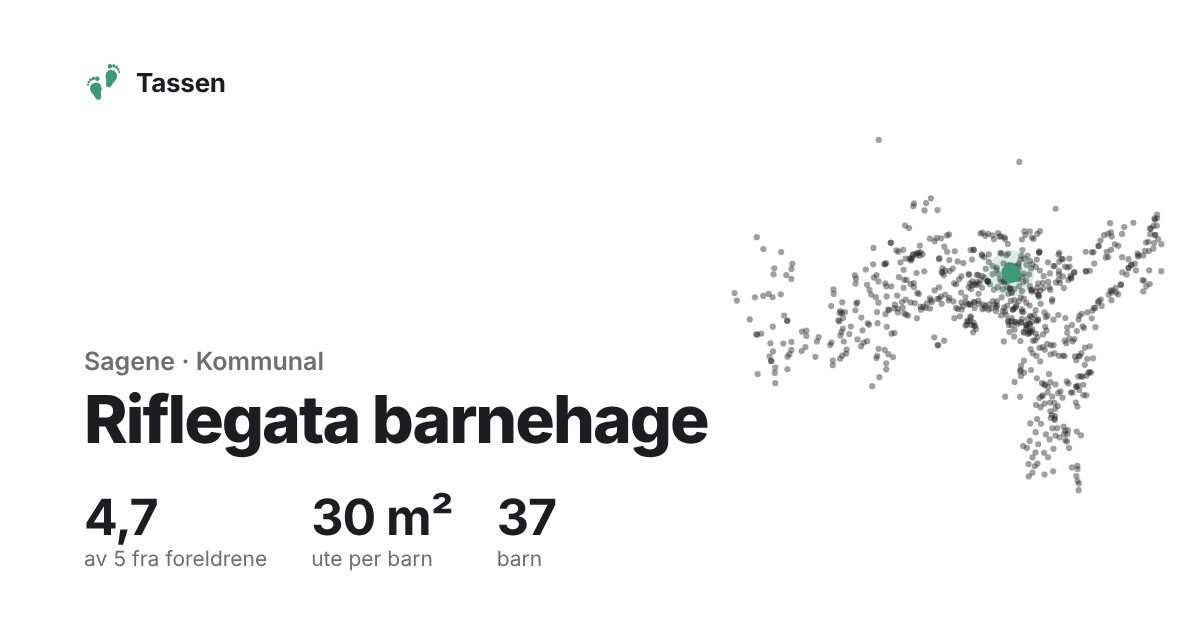 Tassen
Sagene · Kommunal
Riflegata barnehage
4,7 30 m² 37
av 5 fra foreldrene ute per barn barn